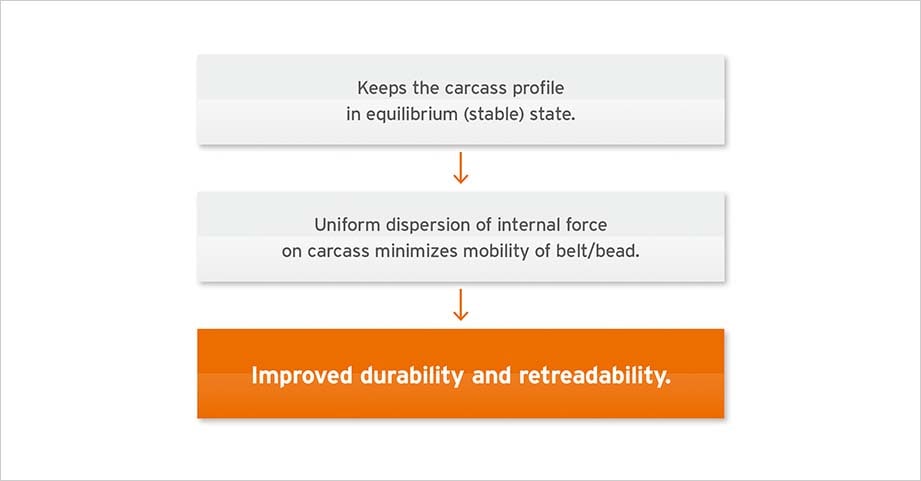 Keeps the carcass profile
in equilibrium (stable) state.
Uniform dispersion of internal force
on carcass minimizes mobility of belt/bead.
Improved durability and retreadability.